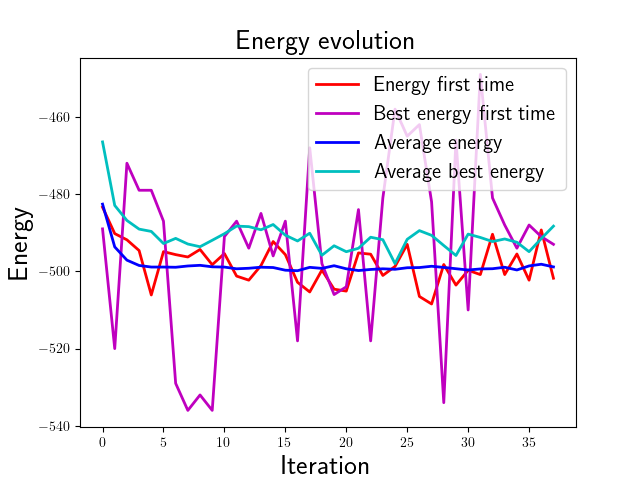 Energy evolution
Energy first time
Best energy first time
Average energy
Average best energy
Energy
−460
−480
−500
−520
−540
0 5 10 15 20 25 30 35
Iteration